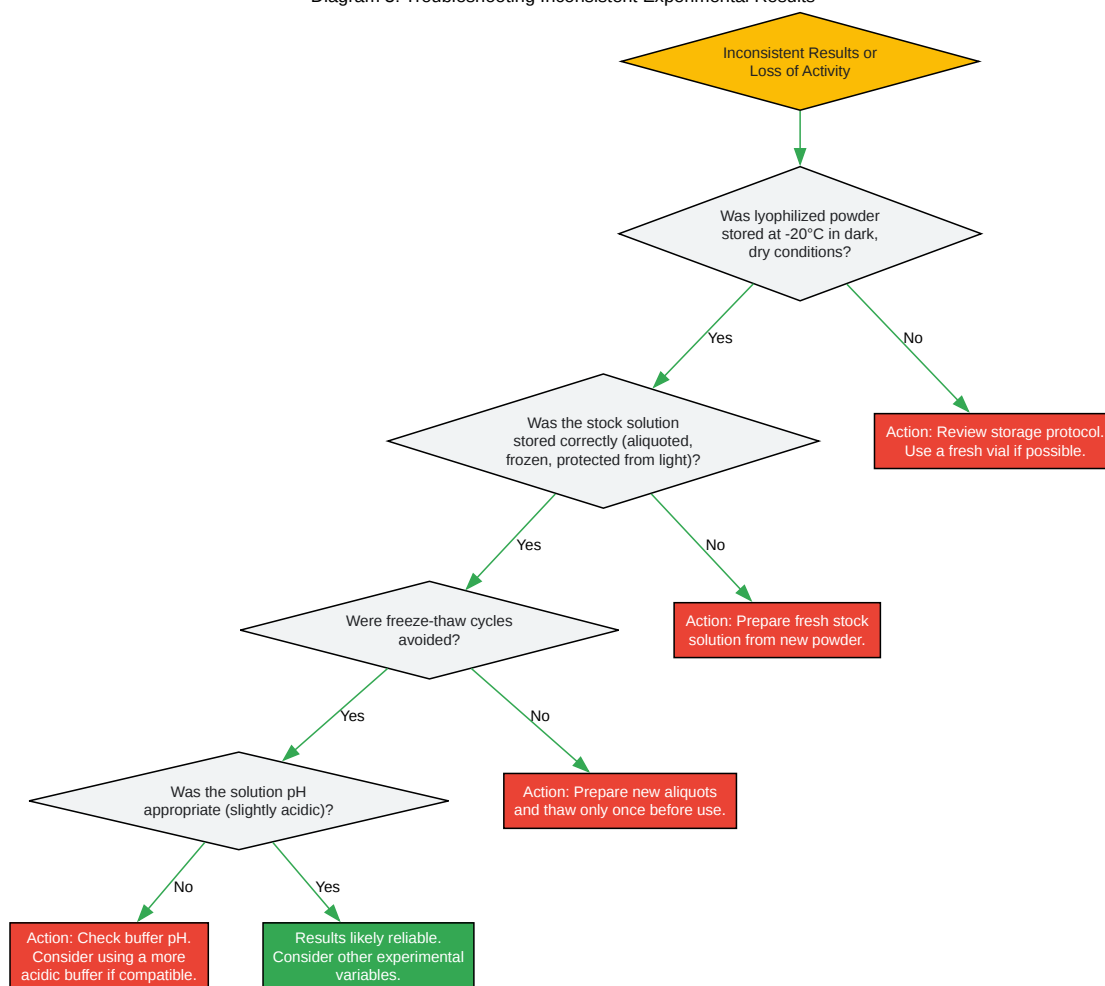 Inconsistent Results or
Loss of Activity
Was lyophilized powder
stored at -20°C in dark,
dry conditions?
Yes
No
Was the stock solution
stored correctly (aliquoted,
frozen, protected from light)?
Action: Review storage protocol.
Use a fresh vial if possible.
Yes
No
Were freeze-thaw cycles
avoided?
Action: Prepare fresh stock
solution from new powder.
Yes
No
Was the solution pH
appropriate (slightly acidic)?
Action: Prepare new aliquots
and thaw only once before use.
No
Yes
Action: Check buffer pH.
Consider using a more
acidic buffer if compatible.
Results likely reliable.
Consider other experimental
variables.